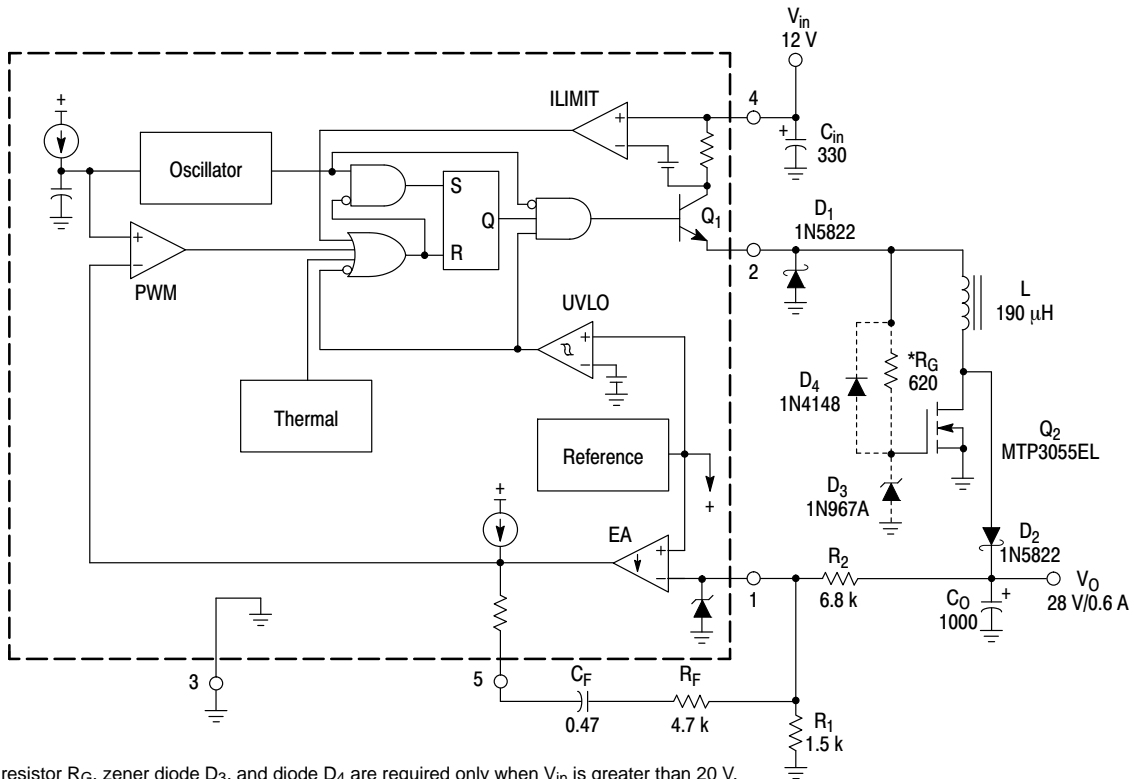 Vin
12 V
4
+
Cin
330
ILIMIT
+
–
+
Oscillator
S
Q
R
Q1
2
D1
1N5822
L
190 μH
+
–
PWM
UVLO
+
–
Thermal
*RG
620
D4
1N4148
Q2
MTP3055EL
D3
1N967A
Reference
+
+
EA
+
–
1
R2
6.8 k
D2
1N5822
VO
28 V/0.6 A
CO
1000
+
3
5
CF
0.47
RF
4.7 k
R1
1.5 k
resistor RG, zener diode D3, and diode D4 are required only when Vin is greater than 20 V.